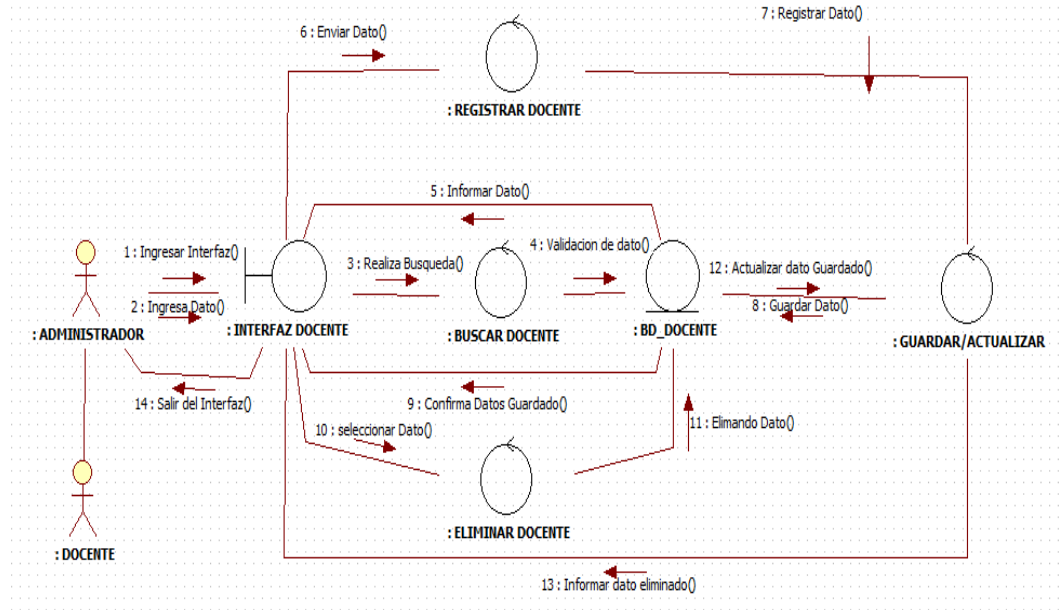 7 : Registrar Dato()
6 : Enviar Dato()
: REGISTRAR DOCENTE
5 : Informar Dato()
1 : Ingresar Interfaz()
3 : Realiza Busqueda()
4 : Validacion de dato()
12 : Actualizar dato Guardado()
2 : Ingresa Dato()
8 : Guardar Dato()
: ADMINISTRADOR
: INTERFAZ DOCENTE
: BUSCAR DOCENTE
: BD_DOCENTE
: GUARDAR/ACTUALIZAR
14 : Salir del Interfaz()
9 : Confirma Datos Guardado()
10 : seleccionar Dato()
11 : Elimando Dato()
: ELIMINAR DOCENTE
: DOCENTE
13 : Informar dato eliminado()